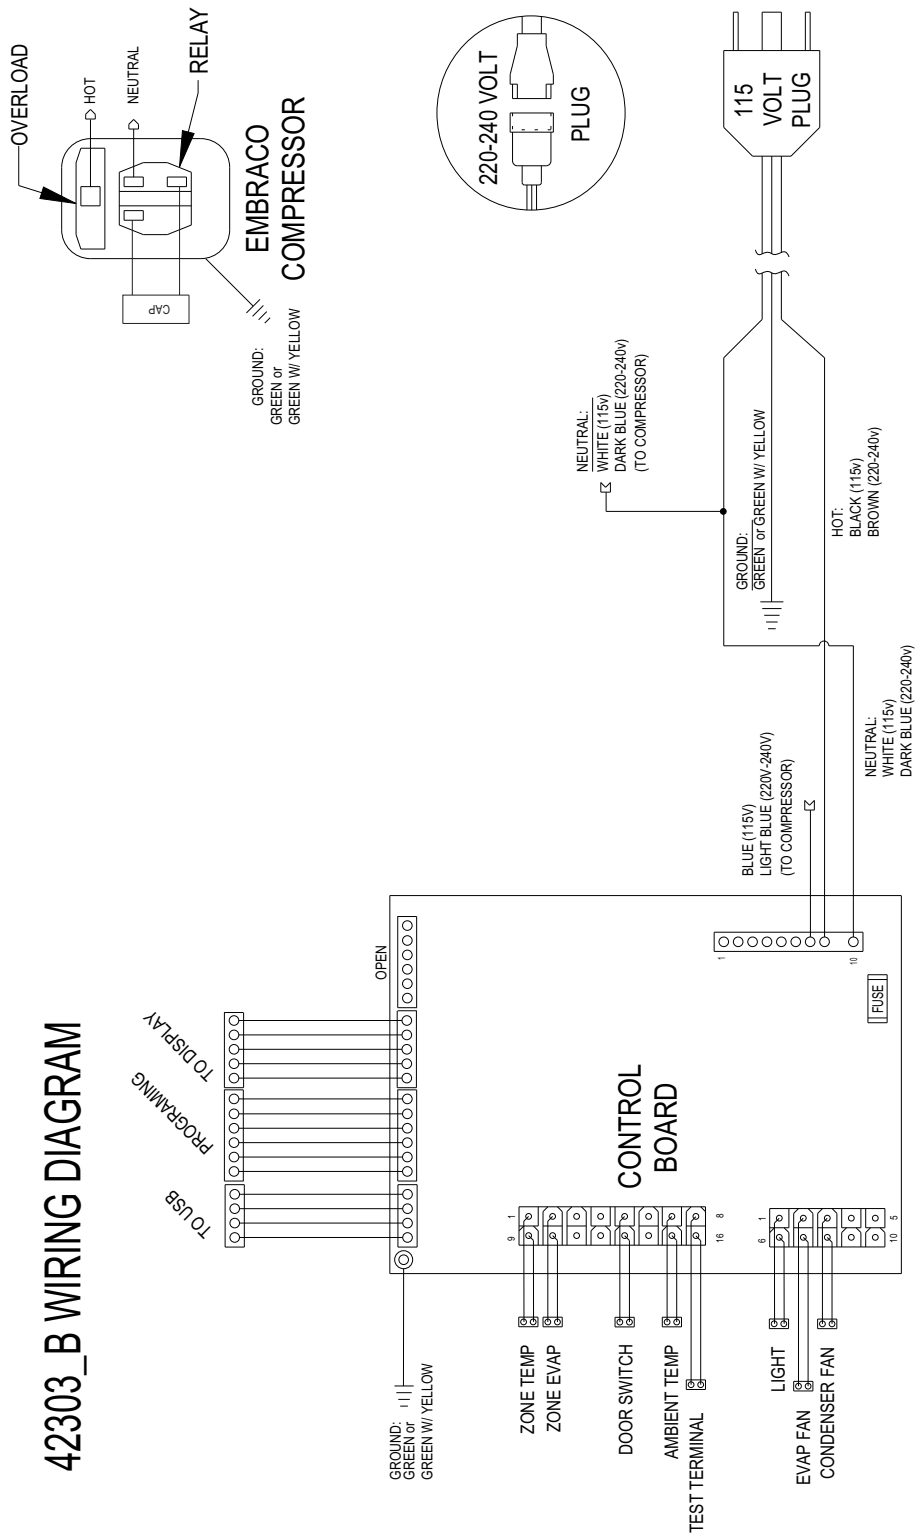 42303_B WIRING DIAGRAM
OVERLOAD
HOT
NEUTRAL
RELAY
CAP
EMBRACO
COMPRESSOR
GROUND:
GREEN or
GREEN W/ YELLOW
220-240 VOLT
PLUG
115
VOLT
PLUG
NEUTRAL:
WHITE (115v)
DARK BLUE (220-240v)
(TO COMPRESSOR)
GROUND:
GREEN or GREEN W/ YELLOW
HOT:
BLACK (115v)
BROWN (220-240v)
NEUTRAL:
WHITE (115v)
DARK BLUE (220-240v)
BLUE (115V)
LIGHT BLUE (220V-240V)
(TO COMPRESSOR)
TO USB
PROGRAMING
TO DISPLAY
OPEN
1
10
FUSE
CONTROL
BOARD
1
8
9
16
1
5
6
10
GROUND:
GREEN or
GREEN W/ YELLOW
ZONE TEMP
ZONE EVAP
DOOR SWITCH
AMBIENT TEMP
TEST TERMINAL
LIGHT
EVAP FAN
CONDENSER FAN